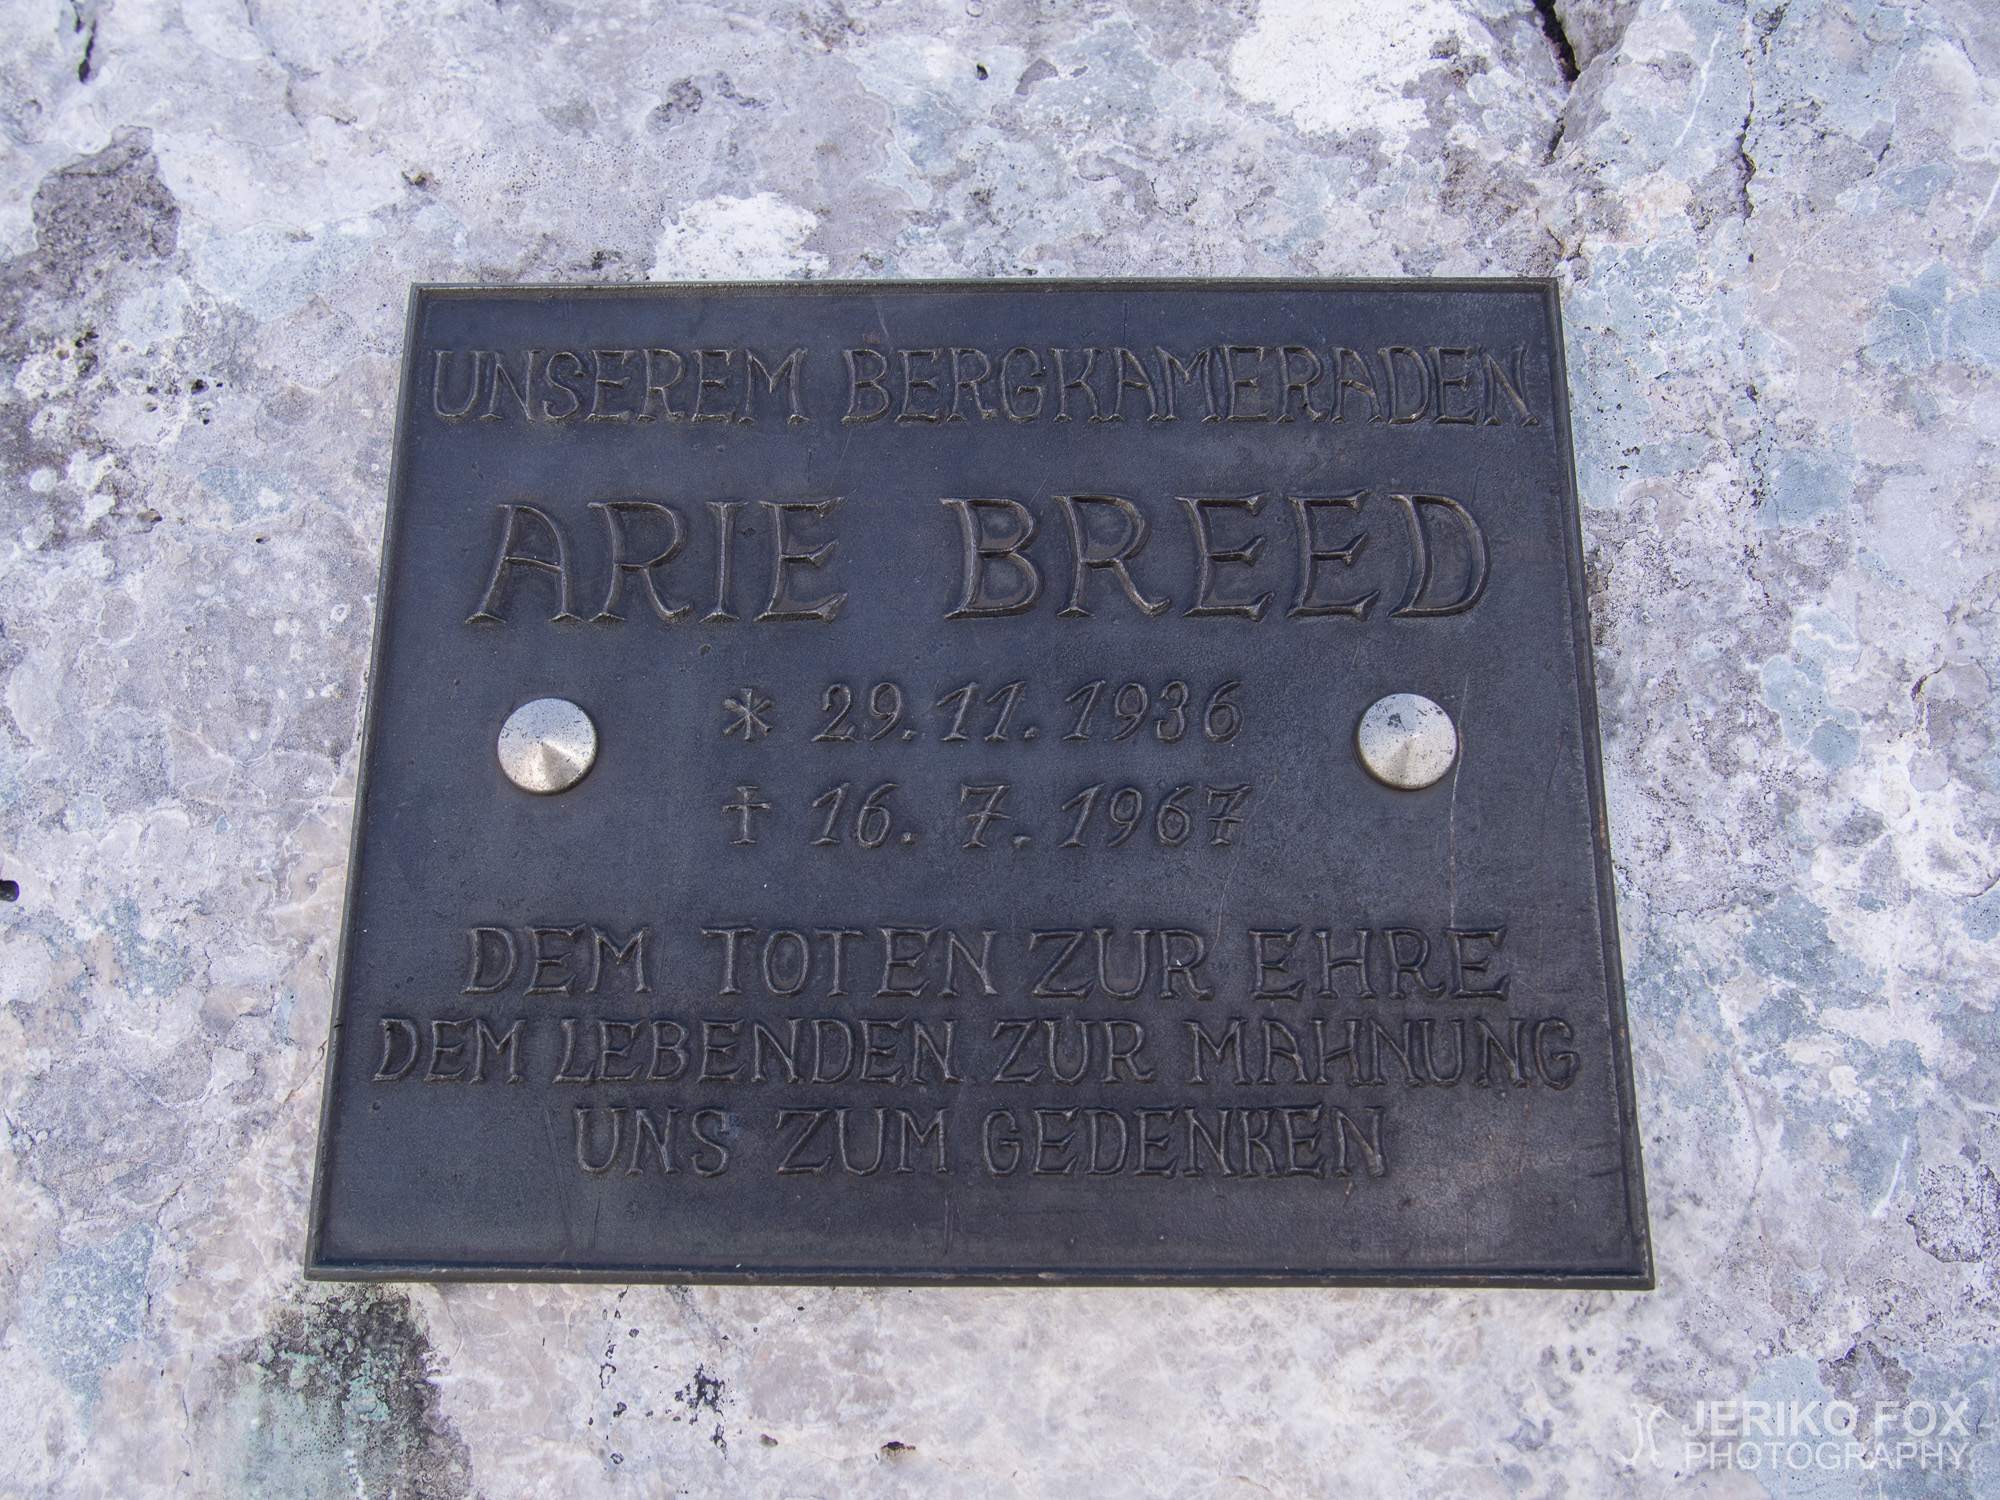 UNSEREM BERGKAMERADEN
ARIE BREED
* 29.11.1936
† 16.7.1967
DEM TOTEN ZUR EHRE
DEM LEBENDEN ZUR MAHNUNG
UNS ZUM GEDENKEN
JERIKO FOX
PHOTOGRAPHY